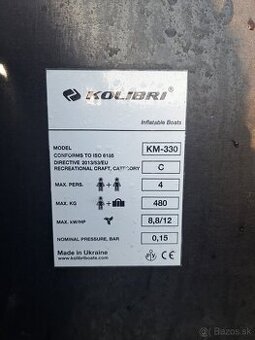 KOLIBRI
Inflatable Boats
MODEL KM-330
CONFORMS TO ISO 6185
DIRECTIVE 2013/53/EU
RECREATIONAL CRAFT, CATEGORY C
MAX. PERS. + 4
MAX. KG + 480
MAX. kW/HP 8,8/12
NOMINAL PRESSURE, BAR 0,15
Made in Ukraine
www.kolibriboats.com
CE
bazos.sk